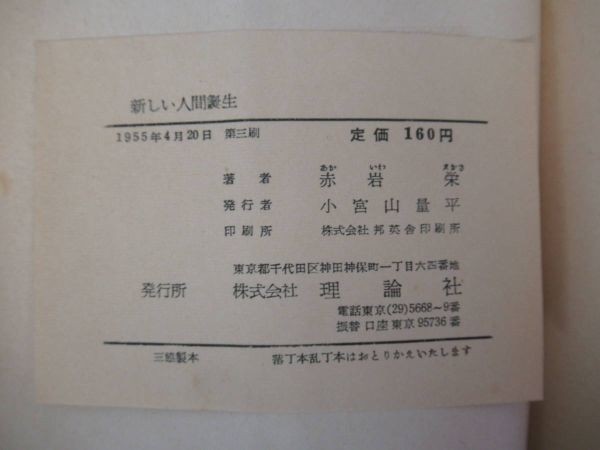 新しい人間誕生
1955年4月20日 第三刷 定価 160円
あか いわ さかえ
著者 赤岩 栄
発行者 小宮山量平
印刷所 株式会社 邦英舎印刷所
東京都千代田区神田神保町一丁目六四番地
発行所 株式会社 理論社
電話東京(29)5668~9番
振替口座東京95736番
製本 落丁本乱丁本はおとりかえいたします